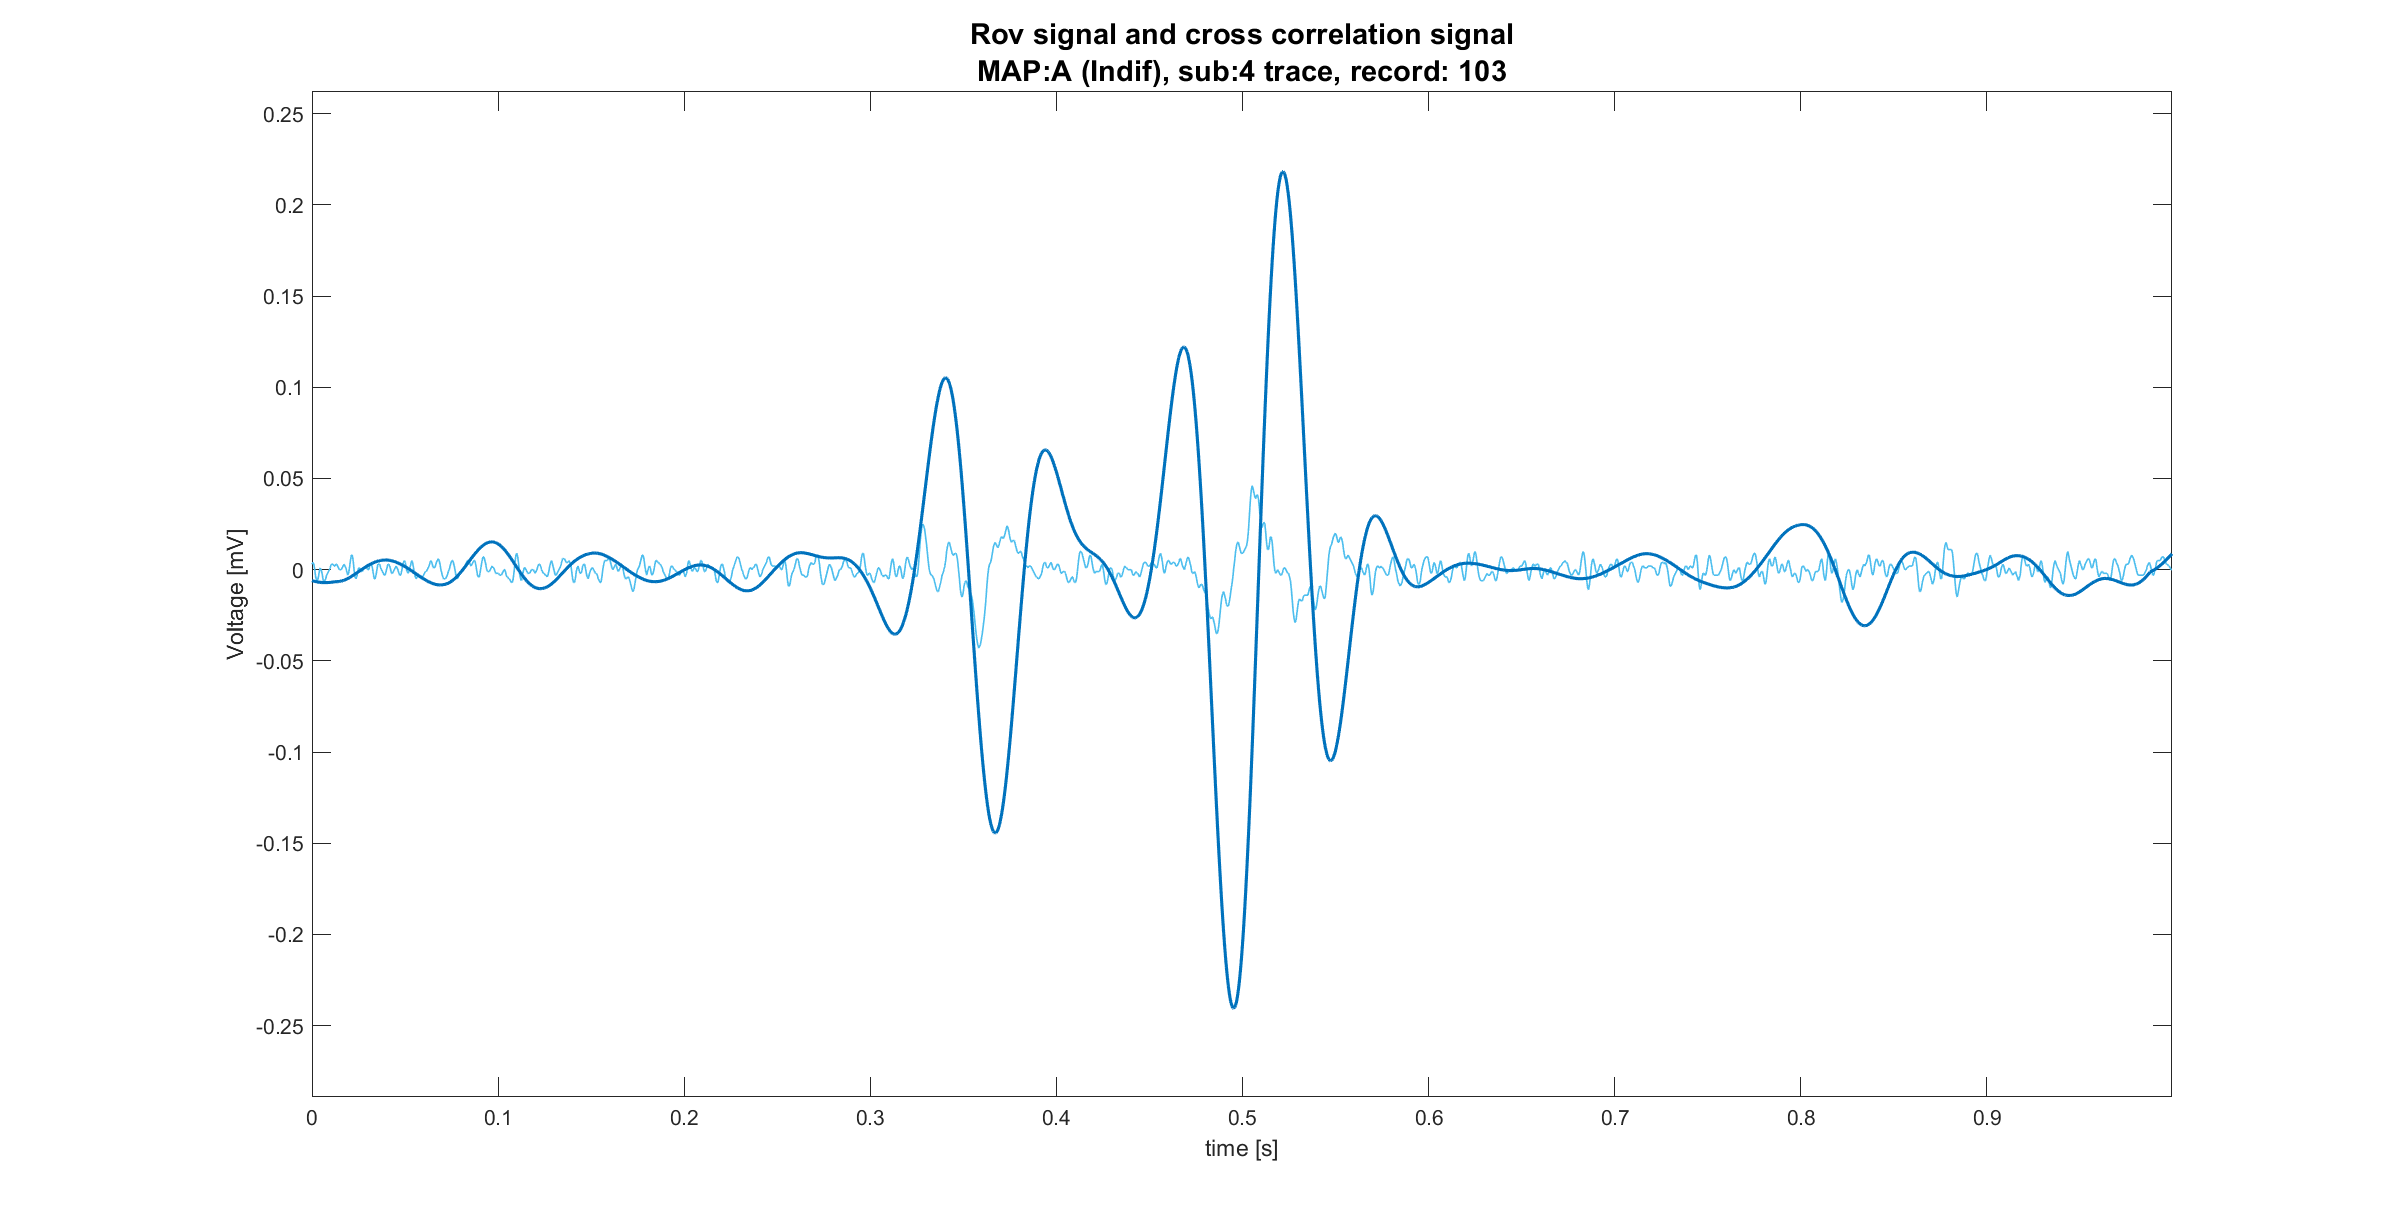 Rov signal and cross correlation signal
MAP:A (Indif), sub:4 trace, record: 103
0.25
0.2
0.15
0.1
0.05
0
-0.05
-0.1
-0.15
-0.2
-0.25
Voltage [mV]
0 0.1 0.2 0.3 0.4 0.5 0.6 0.7 0.8 0.9
time [s]